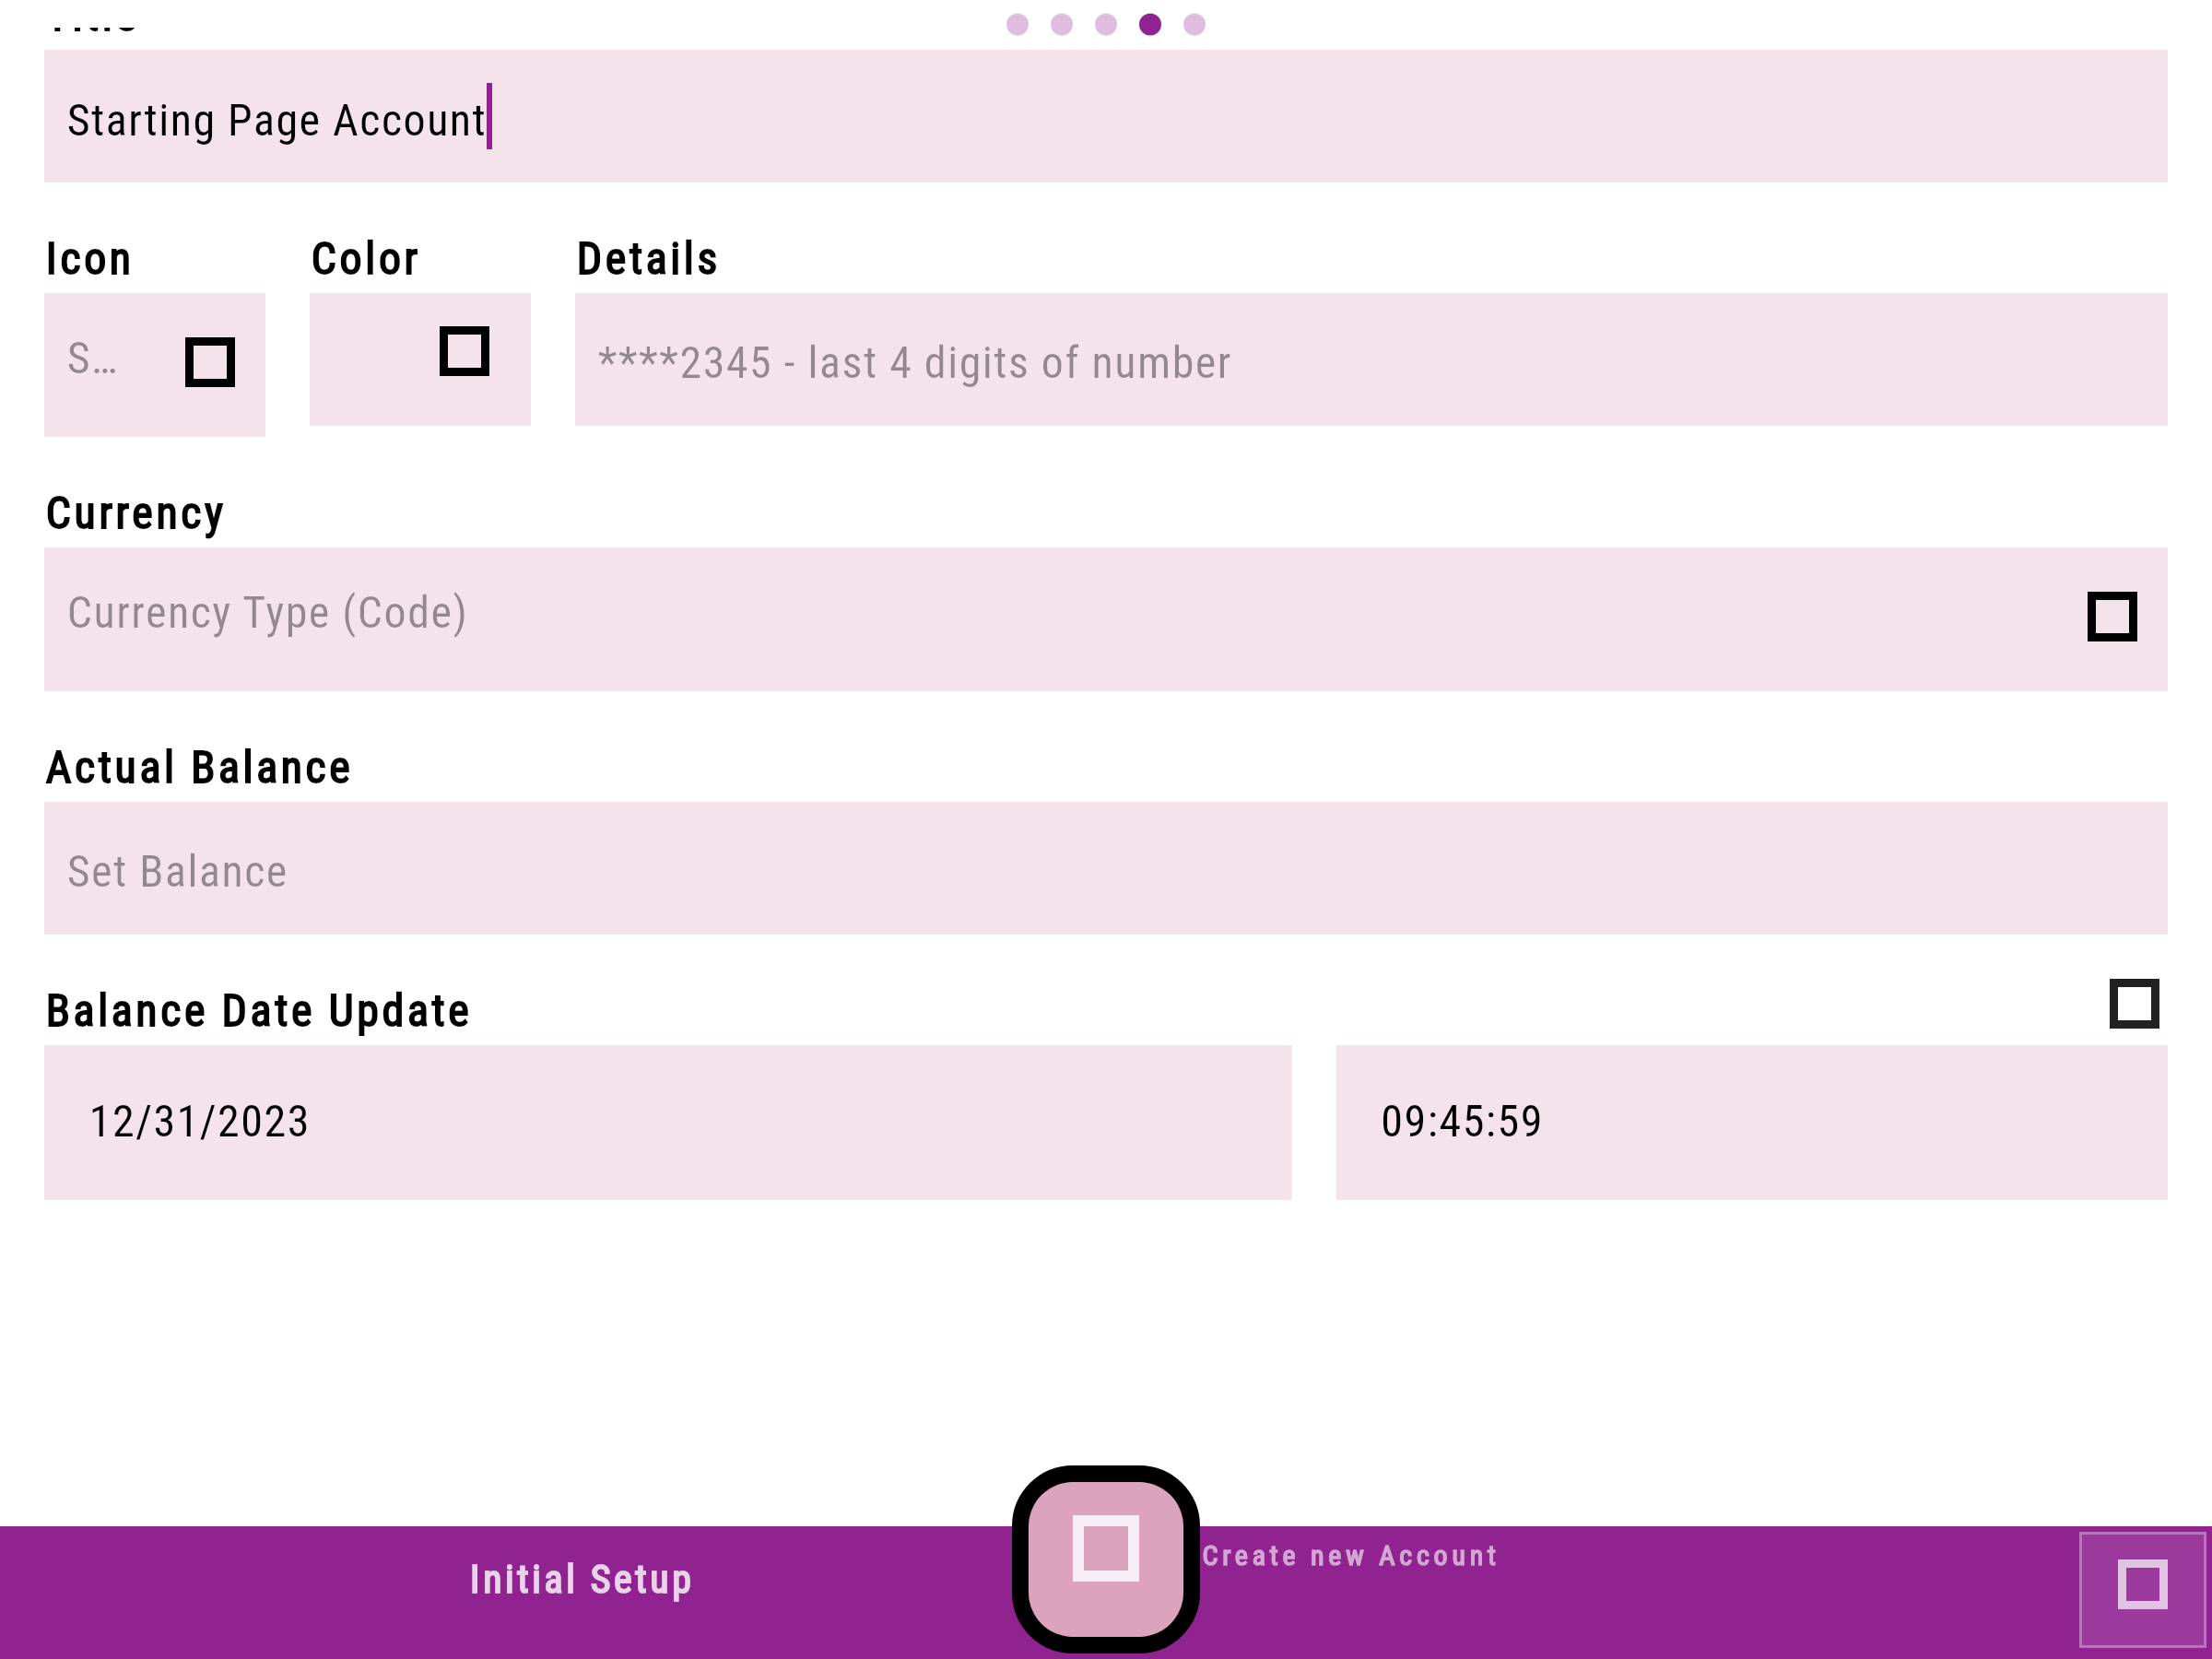 Starting Page Account
Icon Color Details
S… ****2345 - last 4 digits of number
Currency
Currency Type (Code)
Actual Balance
Set Balance
Balance Date Update
12/31/2023 09:45:59
Initial Setup Create new Account